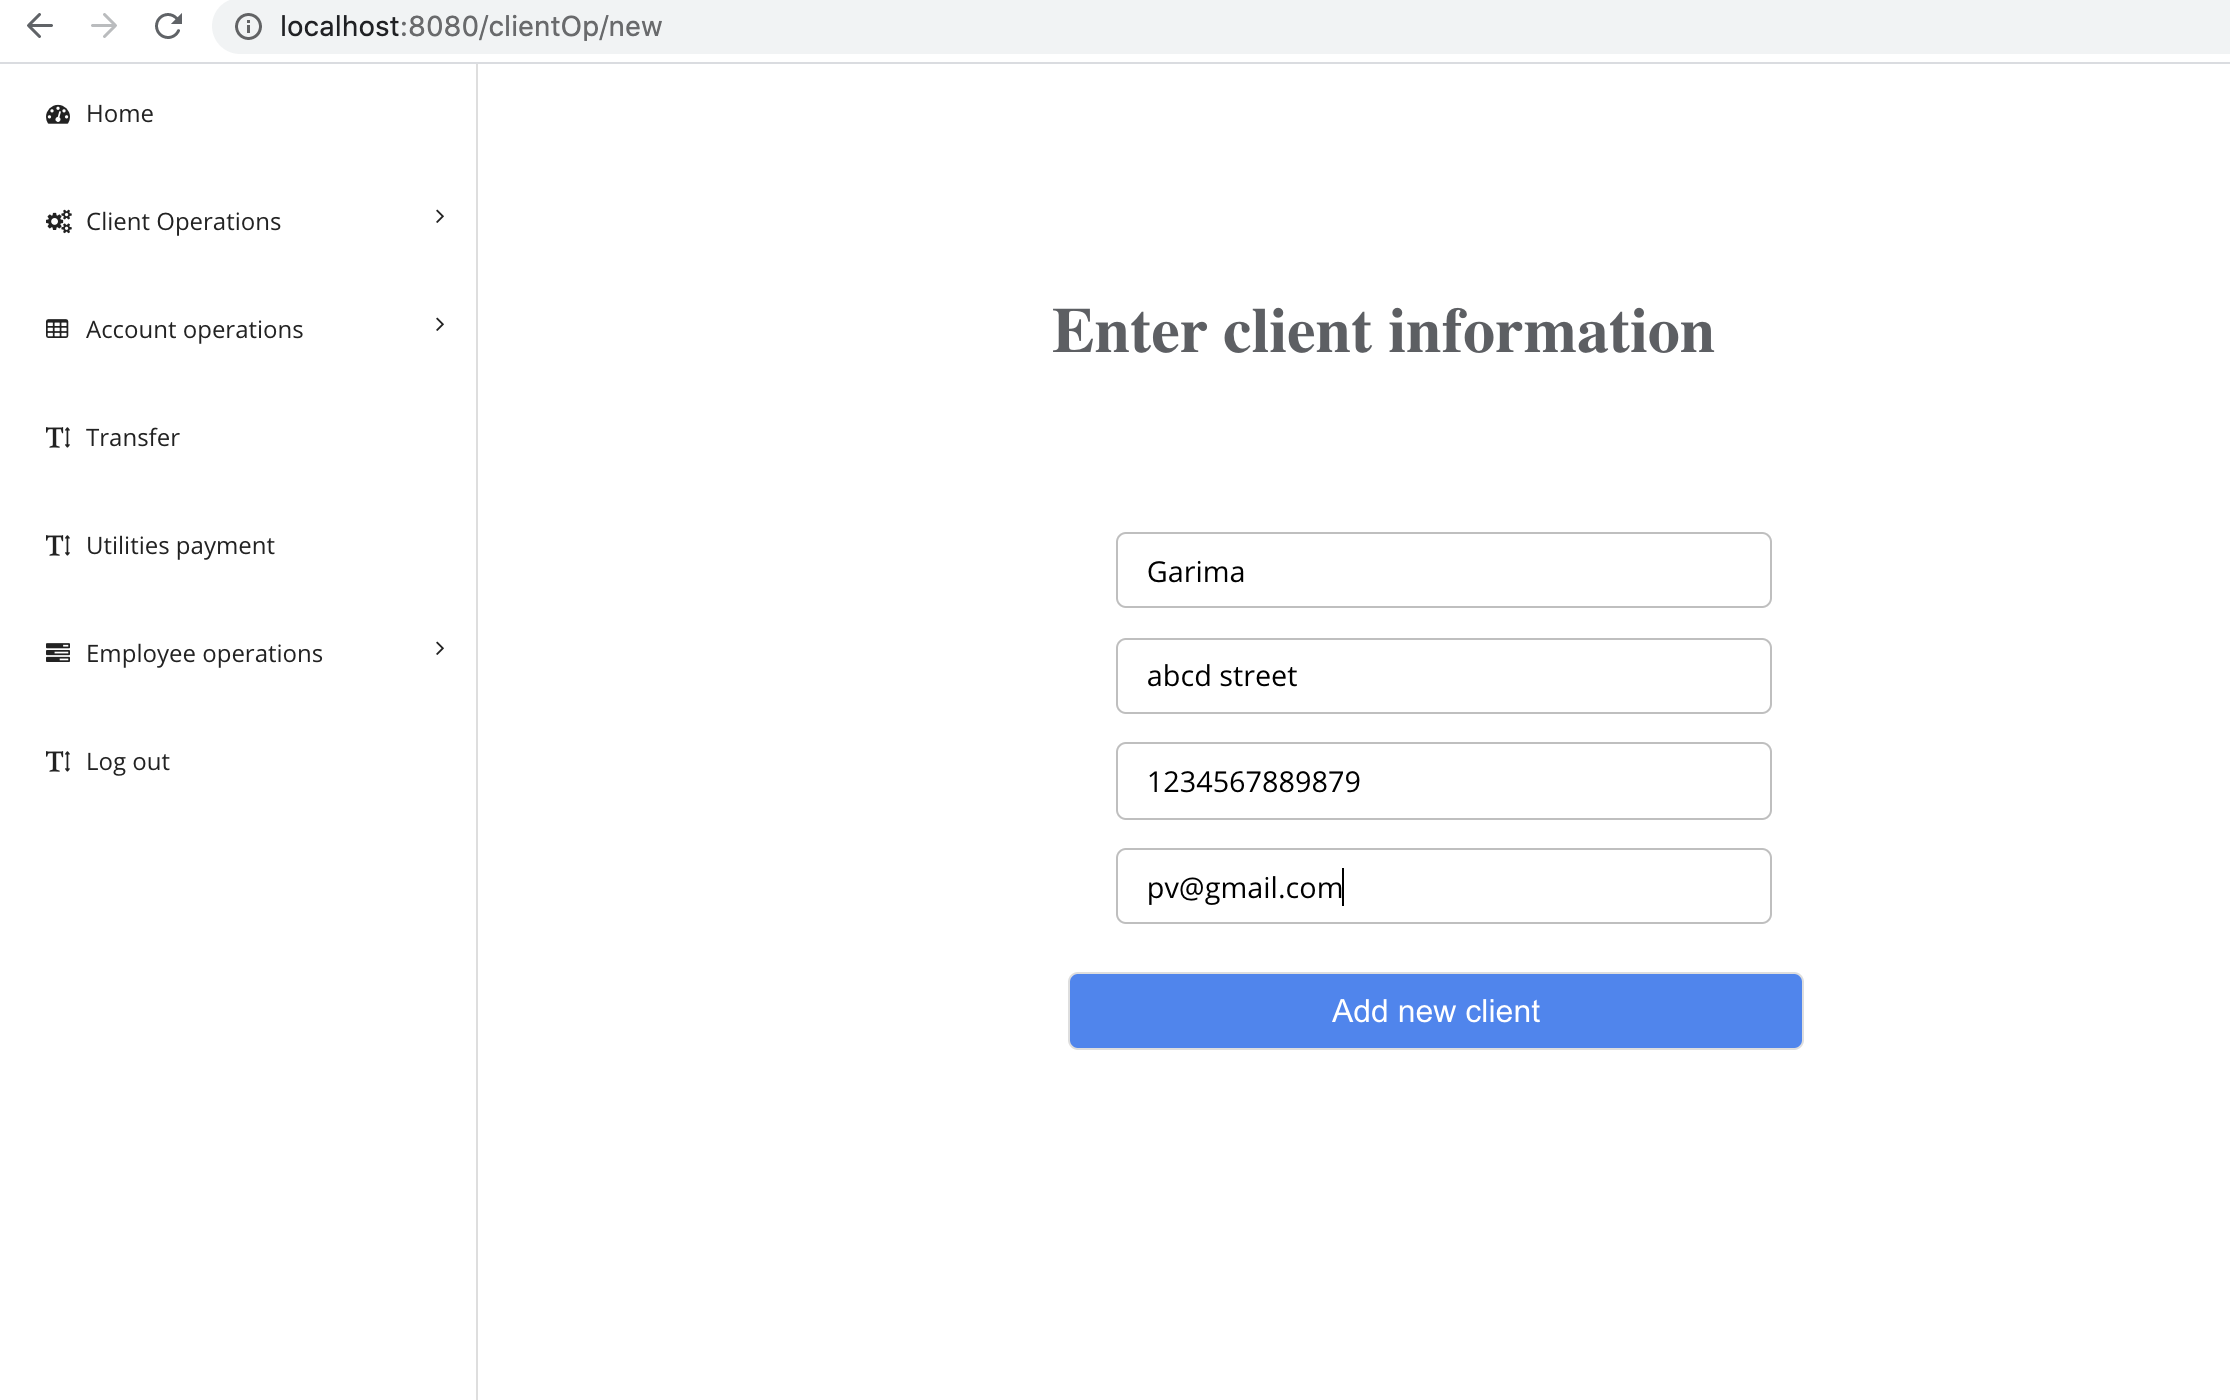 localhost:8080/clientOp/new
Home
Client Operations
Account operations
Transfer
Utilities payment
Employee operations
Log out
Enter client information
Garima
abcd street
1234567889879
pv@gmail.com
Add new client